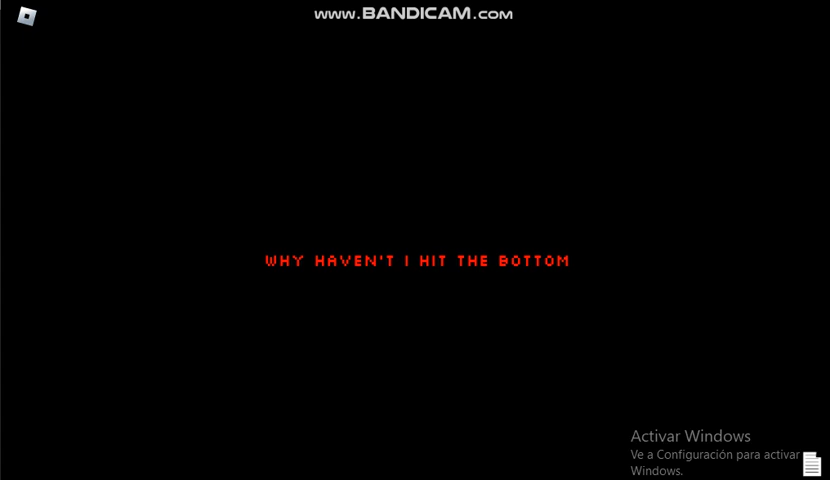 www.BANDICAM.com
WHY HAVEN'T I HIT THE BOTTOM
Activar Windows
Ve a Configuración para activar
Windows.